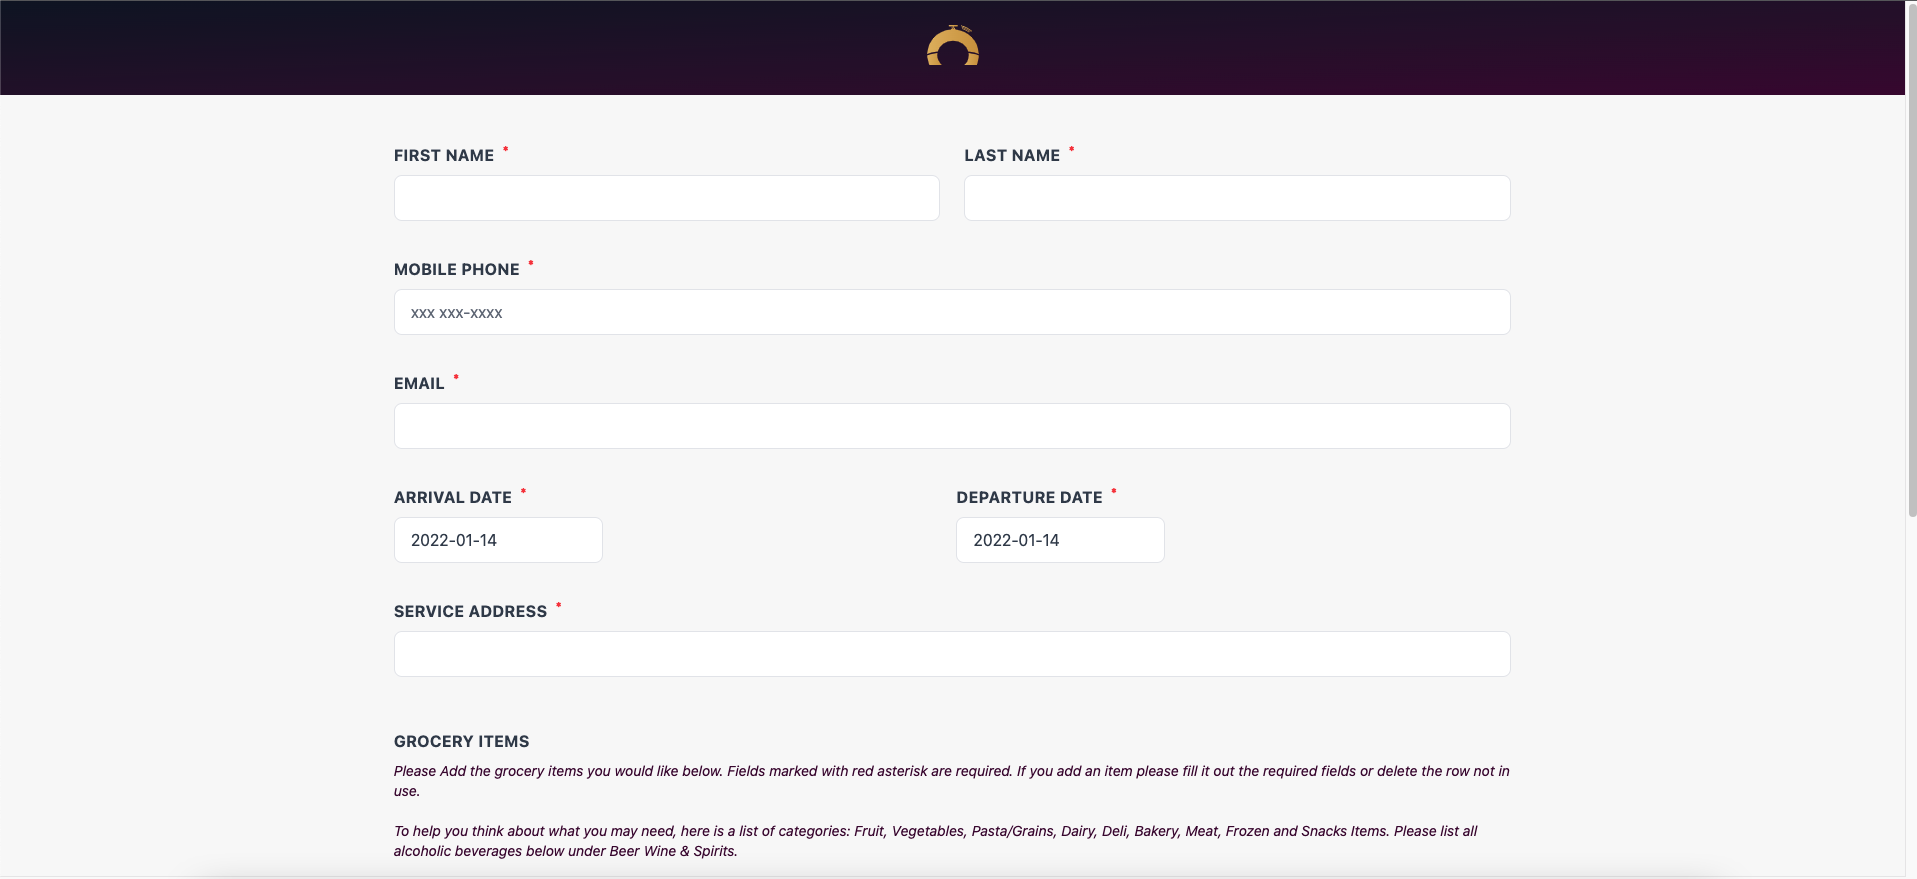 FIRST NAME *
LAST NAME *
MOBILE PHONE *
xxx xxx-xxxx
EMAIL *
ARRIVAL DATE *
DEPARTURE DATE *
2022-01-14
2022-01-14
SERVICE ADDRESS *
GROCERY ITEMS
Please Add the grocery items you would like below. Fields marked with red asterisk are required. If you add an item please fill it out the required fields or delete the row not in
use.
To help you think about what you may need, here is a list of categories: Fruit, Vegetables, Pasta/Grains, Dairy, Deli, Bakery, Meat, Frozen and Snacks Items. Please list all
alcoholic beverages below under Beer Wine & Spirits.